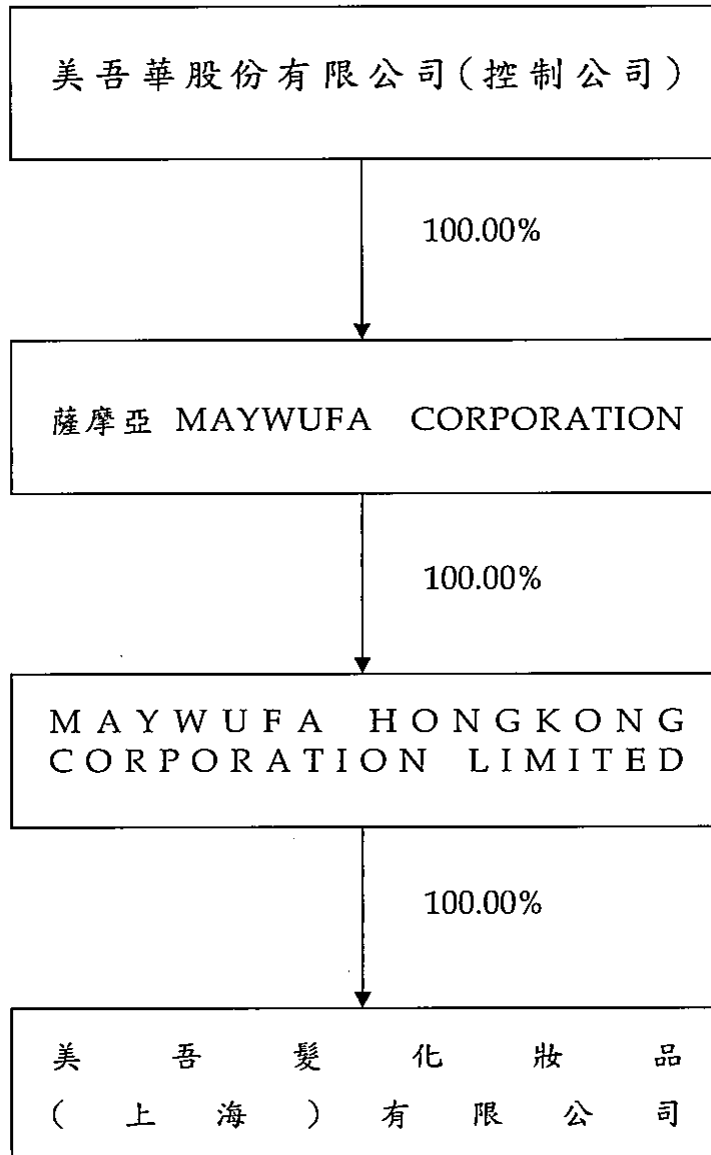 美吾華股份有限公司(控制公司)
100.00%
薩摩亞 MAYWUFA CORPORATION
100.00%
MAYWUFA HONGKONG
CORPORATION LIMITED
100.00%
美吾髮化妝品
(上海)有限公司